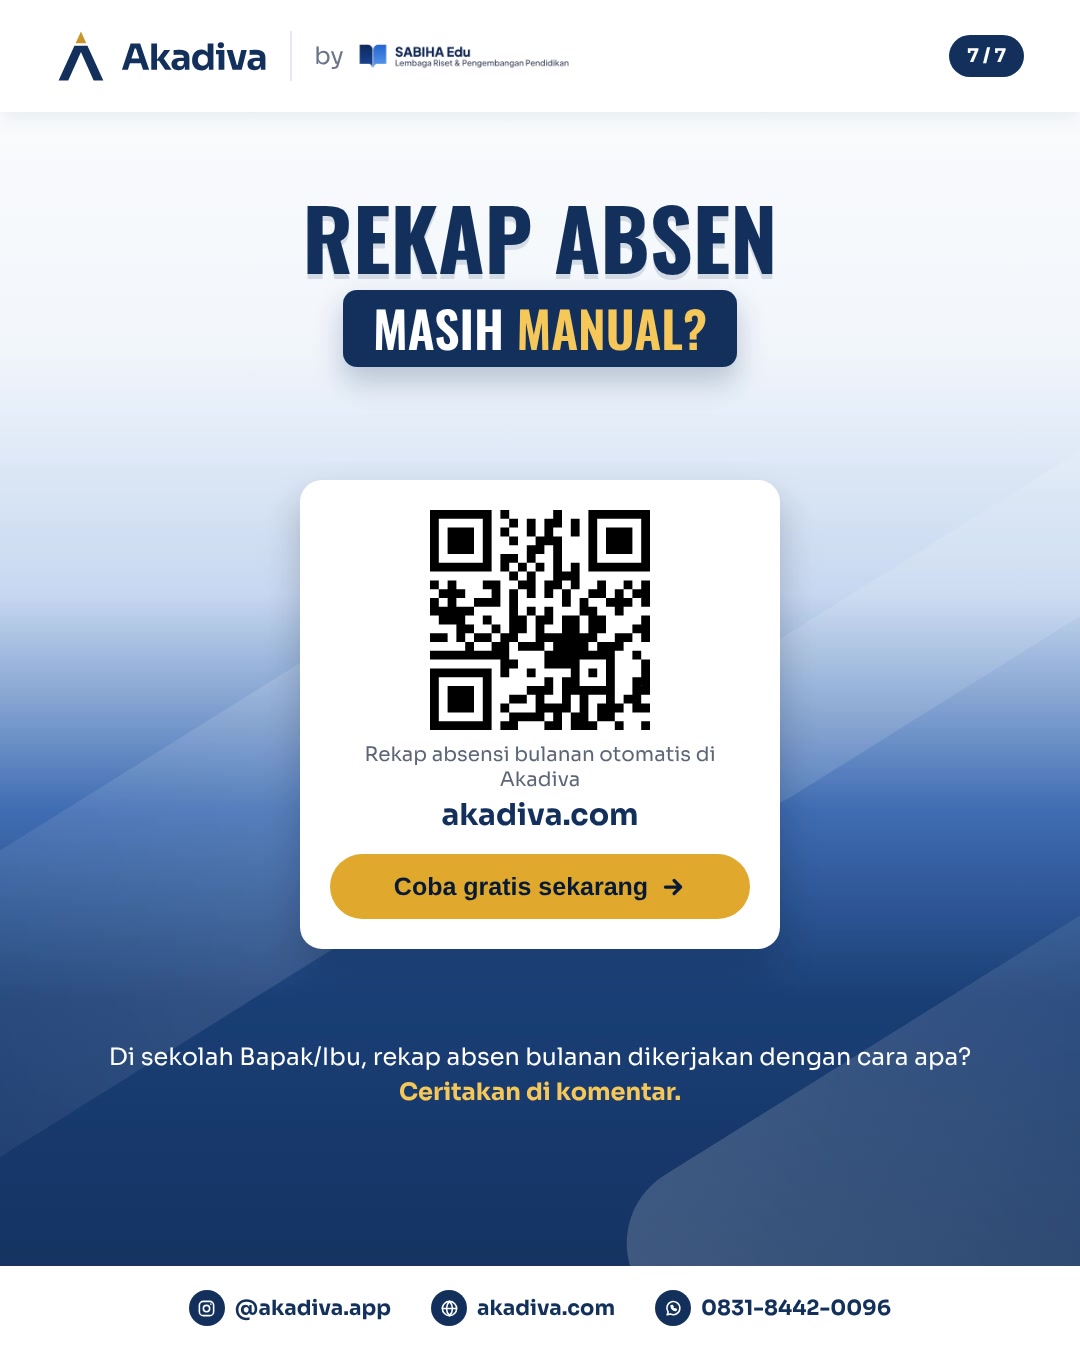 Akadiva
by
SABIHA Edu
Lembaga Riset & Pengembangan Pendidikan
7 / 7
REKAP ABSEN
MASIH MANUAL?
Rekap absensi bulanan otomatis di
Akadiva
akadiva.com
Coba gratis sekarang →
Di sekolah Bapak/Ibu, rekap absen bulanan dikerjakan dengan cara apa?
Ceritakan di komentar.
@akadiva.app
akadiva.com
0831-8442-0096